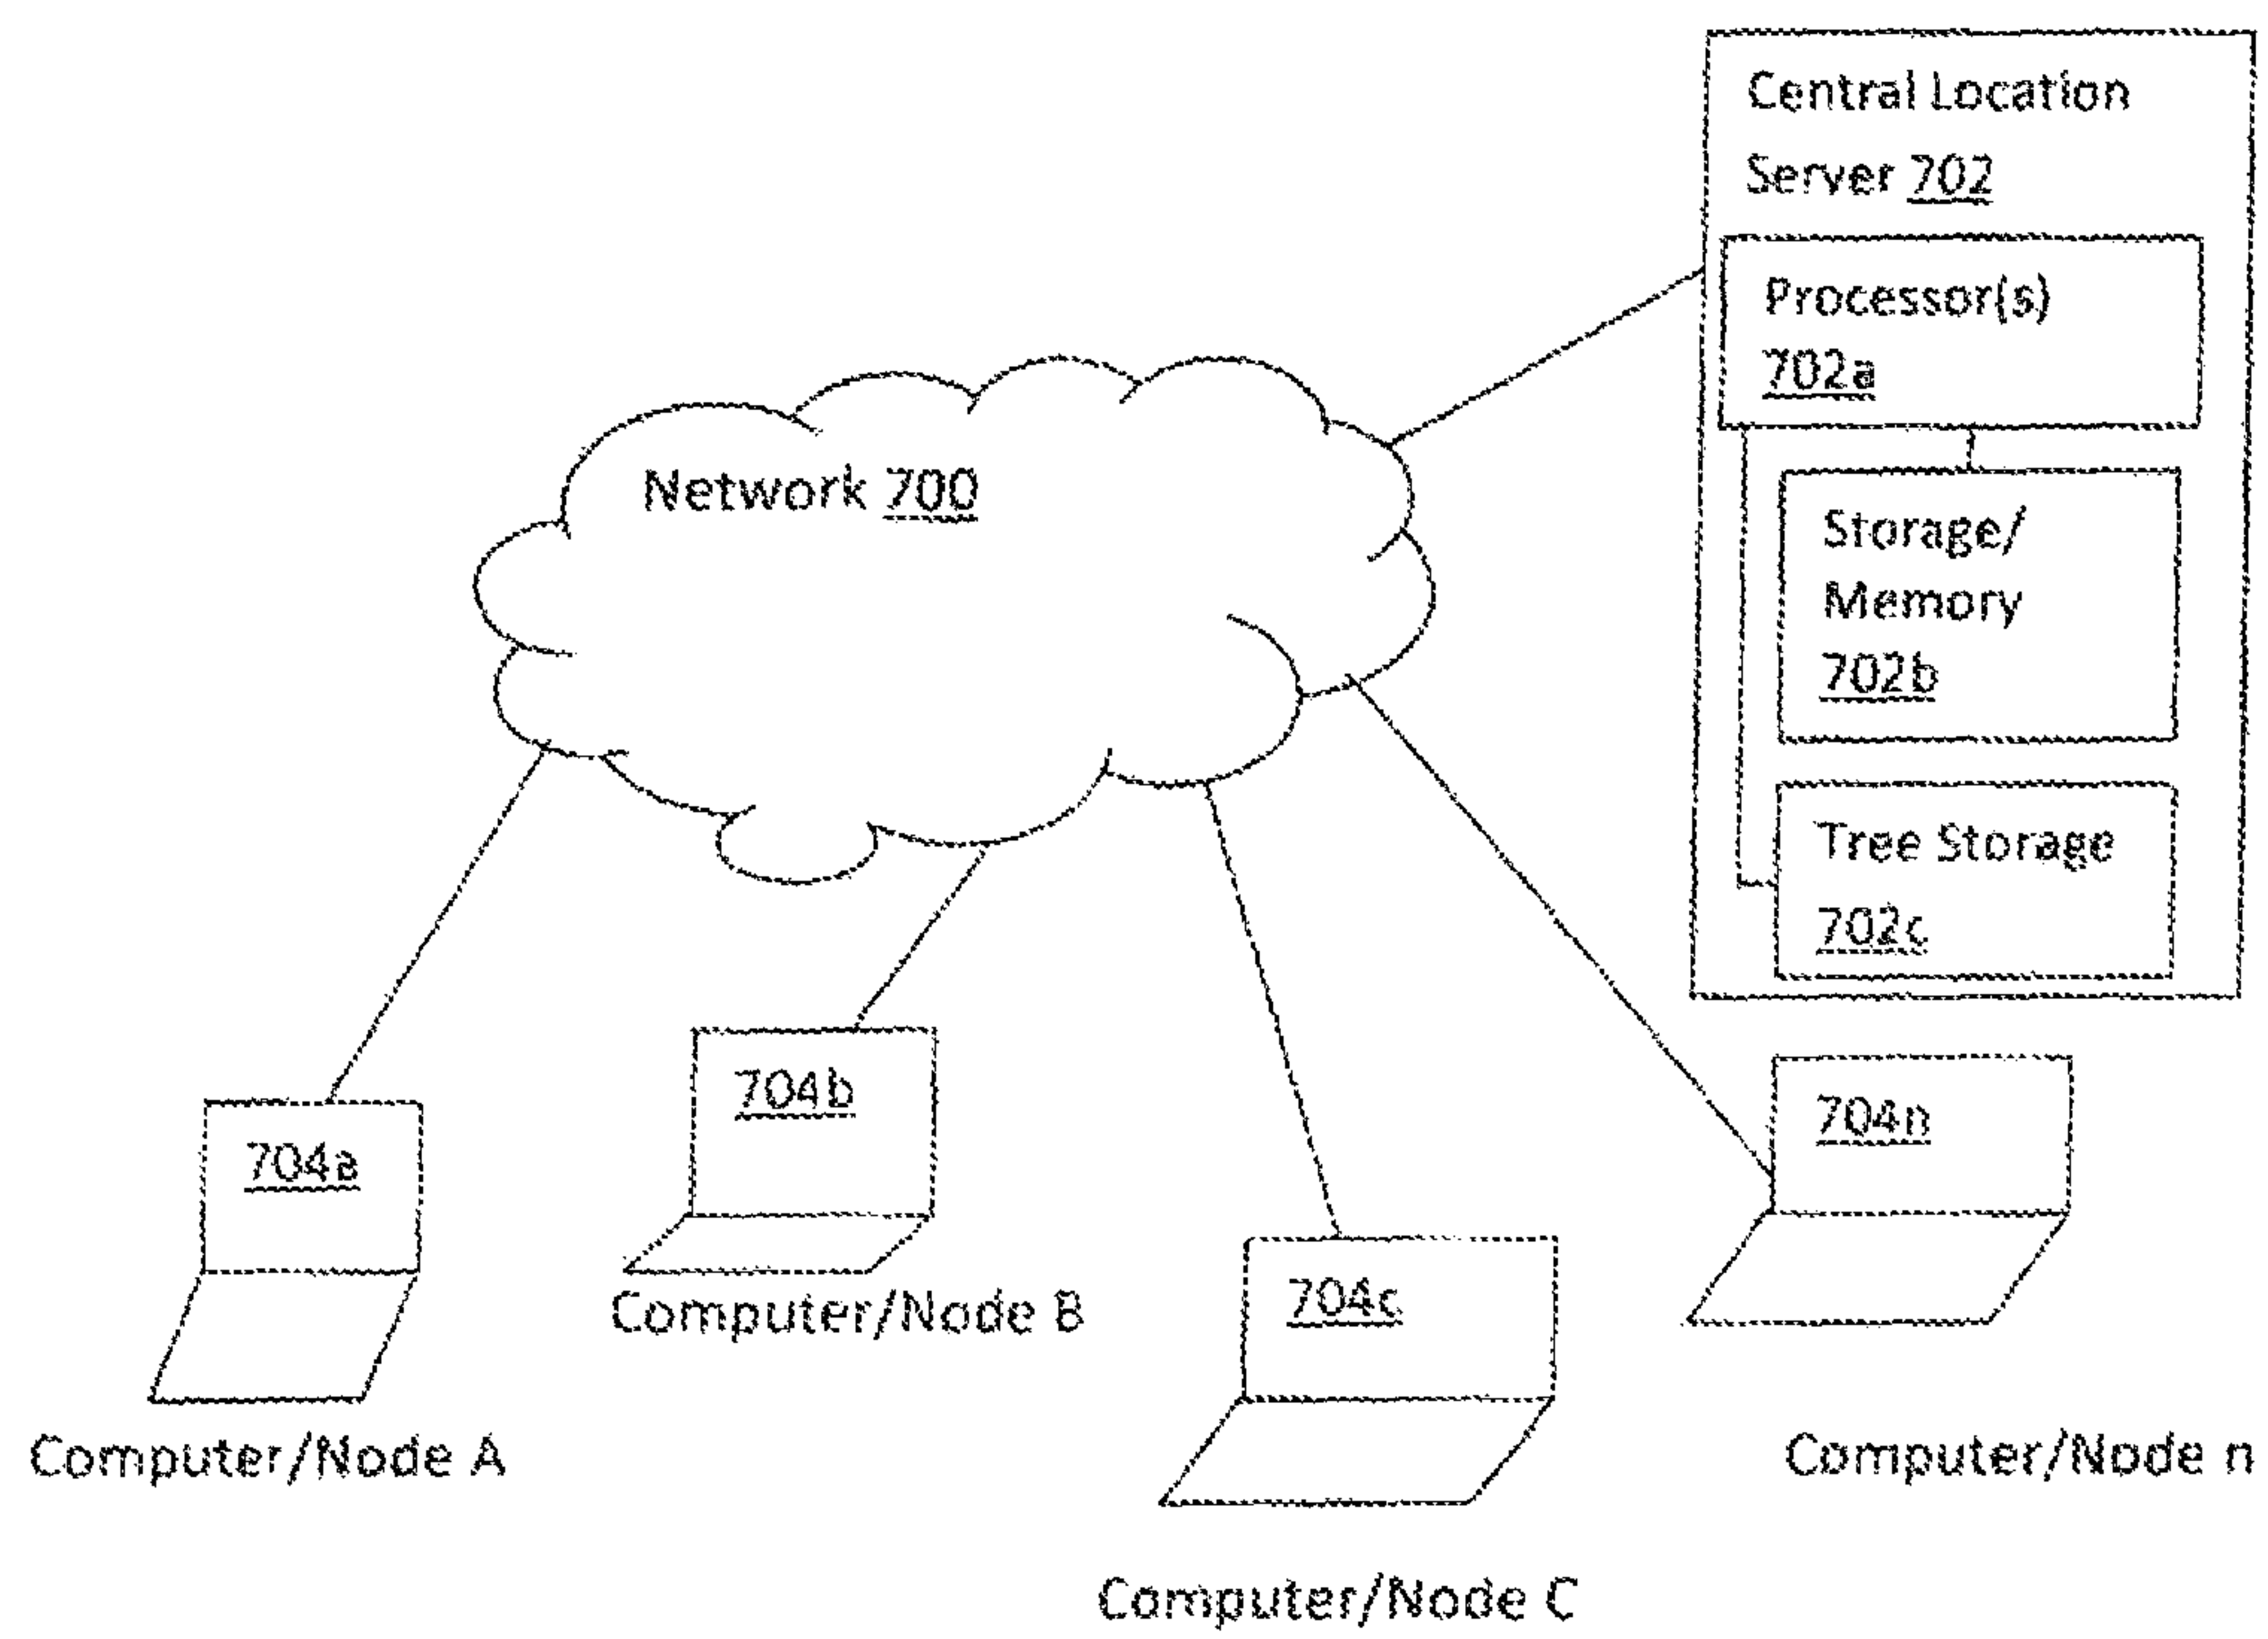 Central Location
Server 702
Processor(s)
702a
Network 700
Storage/
Memory
702b
Tree Storage
702c
704a
704b
704c
704n
Computer/Node A
Computer/Node B
Computer/Node C
Computer/Node n